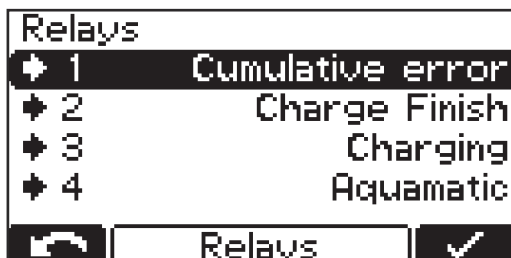 Relays
1 Cumulative error
2 Charge Finish
3 Charging
4 Aquamatic
Relays